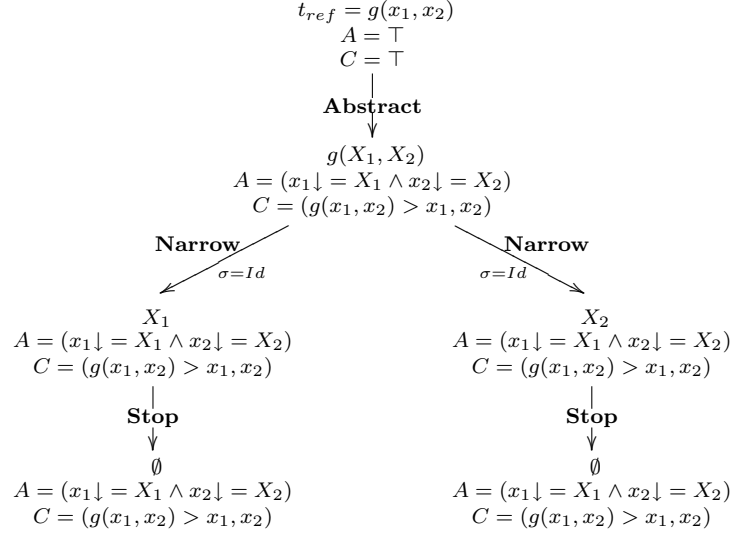 t_{ref} = g(x_1, x_2)
A = ⊤
C = ⊤
Abstract
g(X_1, X_2)
A = (x_1↓ = X_1 ∧ x_2↓ = X_2)
C = (g(x_1, x_2) > x_1, x_2)
Narrow Narrow
σ=Id σ=Id
X_1 X_2
A = (x_1↓ = X_1 ∧ x_2↓ = X_2) A = (x_1↓ = X_1 ∧ x_2↓ = X_2)
C = (g(x_1, x_2) > x_1, x_2) C = (g(x_1, x_2) > x_1, x_2)
Stop Stop
∅ ∅
A = (x_1↓ = X_1 ∧ x_2↓ = X_2) A = (x_1↓ = X_1 ∧ x_2↓ = X_2)
C = (g(x_1, x_2) > x_1, x_2) C = (g(x_1, x_2) > x_1, x_2)